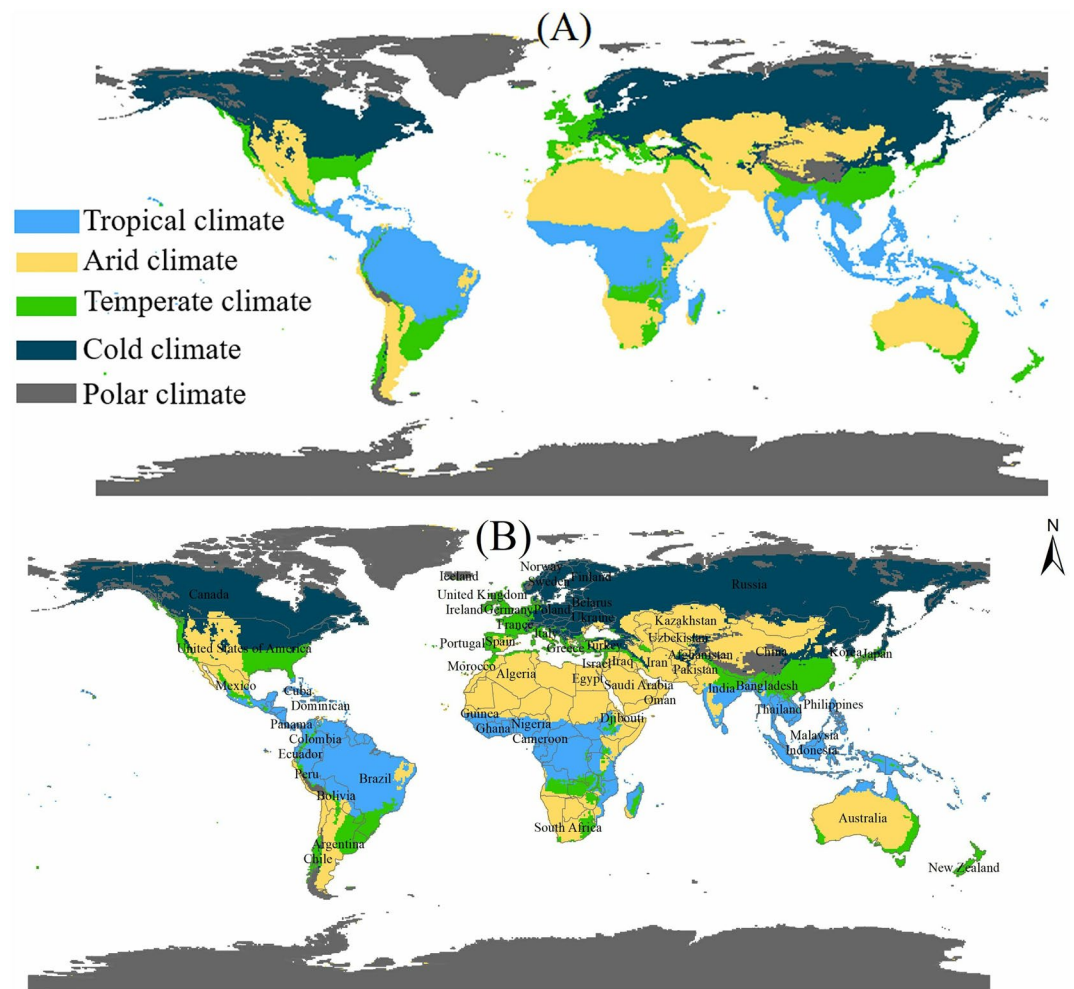 (A)
Tropical climate
Arid climate
Temperate climate
Cold climate
Polar climate
(B)
N
Norway
Iceland
Sweden
Finland
Russia
Canada
United Kingdom
Belarus
Ireland
Germany
Poland
Ukraine
France
Kazakhstan
Italy
Uzbekistan
Portugal
Spain
Greece
Turkey
United States of America
Afghanistan
China
Korea
Japan
Morocco
Israel
Iraq
Iran
Pakistan
Algeria
Egypt
Saudi Arabia
Mexico
Cuba
India
Bangladesh
Oman
Dominican
Guinea
Djibouti
Thailand
Philippines
Panama
Ghana
Nigeria
Colombia
Cameroon
Malaysia
Ecuador
Indonesia
Peru
Brazil
Bolivia
Australia
South Africa
Argentina
Chile
New Zealand